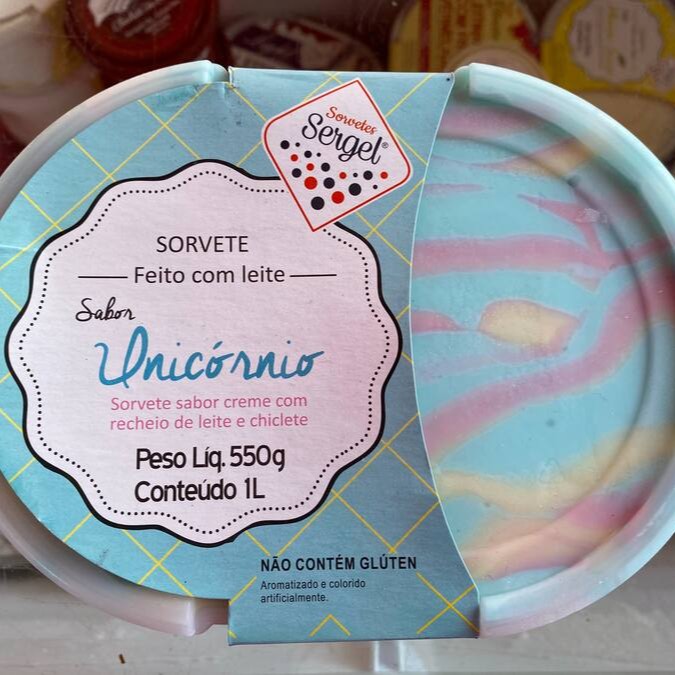 Sorvetes
Sergel®
SORVETE
Feito com leite
Sabor
Unicórnio
Sorvete sabor creme com
recheio de leite e chiclete
Peso Líq. 550g
Conteúdo 1L
NÃO CONTÉM GLÚTEN
Aromatizado e colorido
artificialmente.